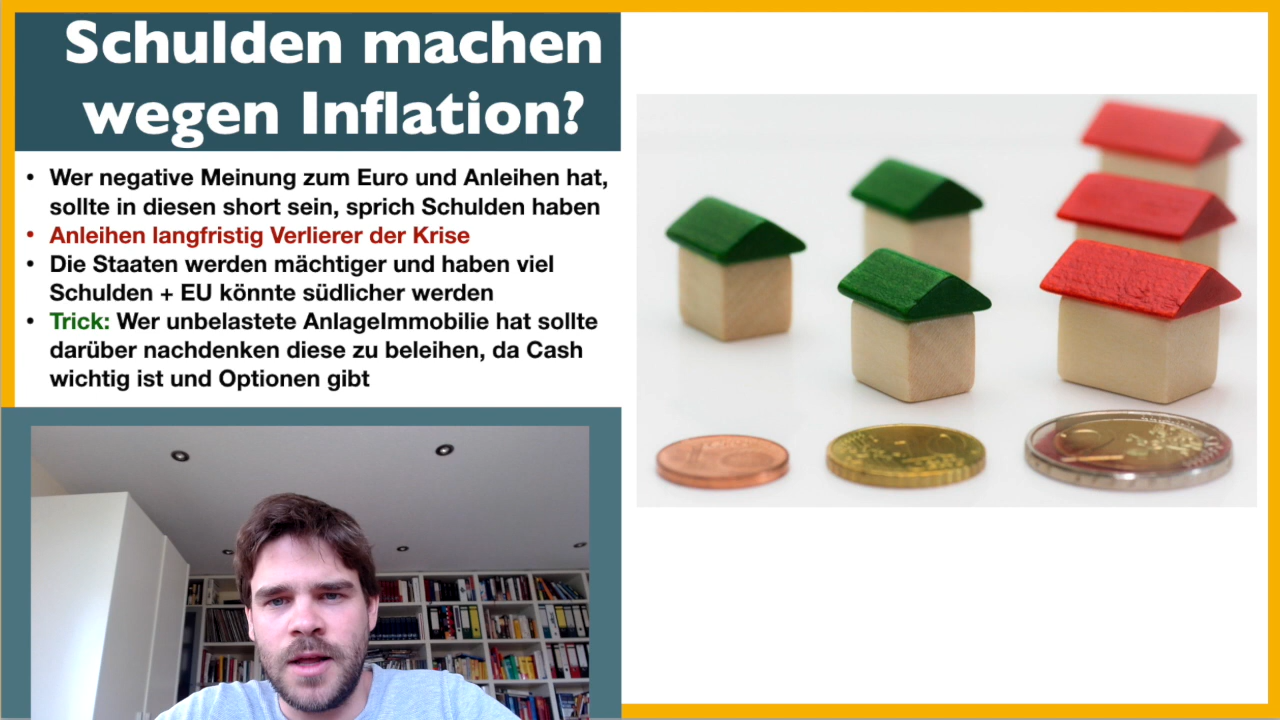 Schulden machen
wegen Inflation?
• Wer negative Meinung zum Euro und Anleihen hat,
sollte in diesen short sein, sprich Schulden haben
• Anleihen langfristig Verlierer der Krise
• Die Staaten werden mächtiger und haben viel
Schulden + EU könnte südlicher werden
• Trick: Wer unbelastete AnlageImmobilie hat sollte
darüber nachdenken diese zu beleihen, da Cash
wichtig ist und Optionen gibt